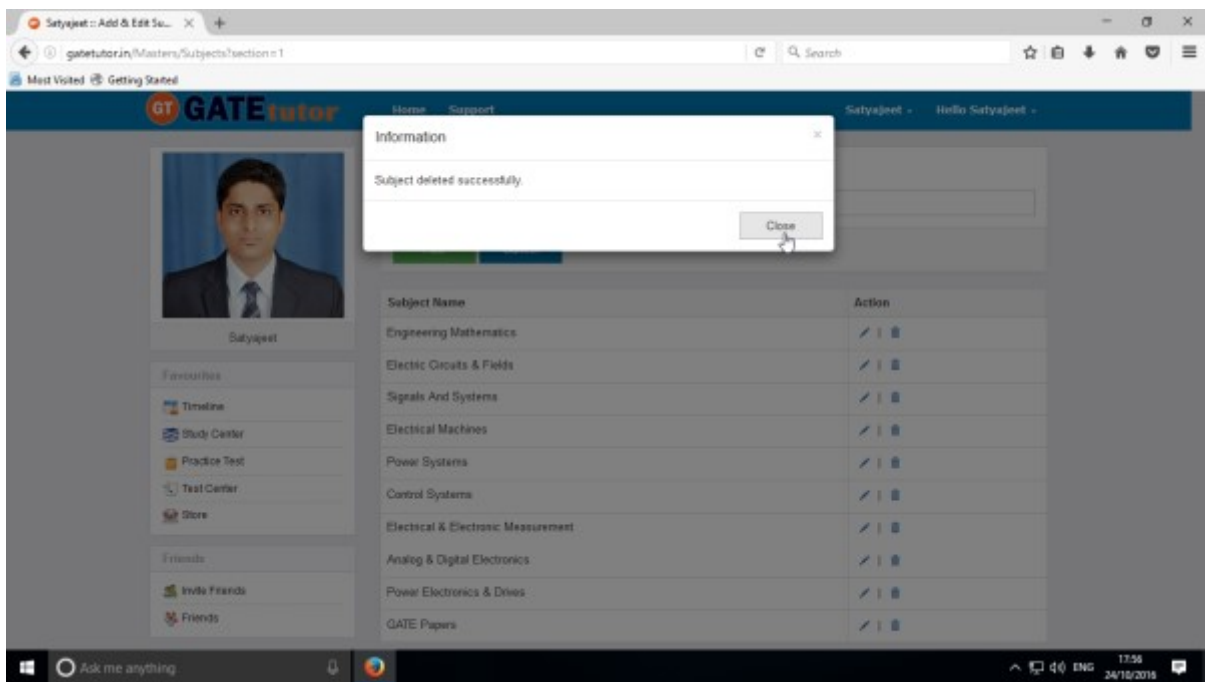 Satyajeet :: Add & Edit Su...
gatetutor.in/Masters/Subjects?section=1
Search
Most Visited Getting Started
GT GATEtutor Home Support Satyajeet Hello Satyajeet
Information
Subject deleted successfully.
Close
Satyajeet
Favourites
Timeline
Study Center
Practice Test
Test Center
Store
Friends
Invite Friends
Friends
Subject Name Action
Engineering Mathematics
Electric Circuits & Fields
Signals And Systems
Electrical Machines
Power Systems
Control Systems
Electrical & Electronic Measurement
Analog & Digital Electronics
Power Electronics & Drives
GATE Papers
Ask me anything
ENG 17:56
24/10/2016